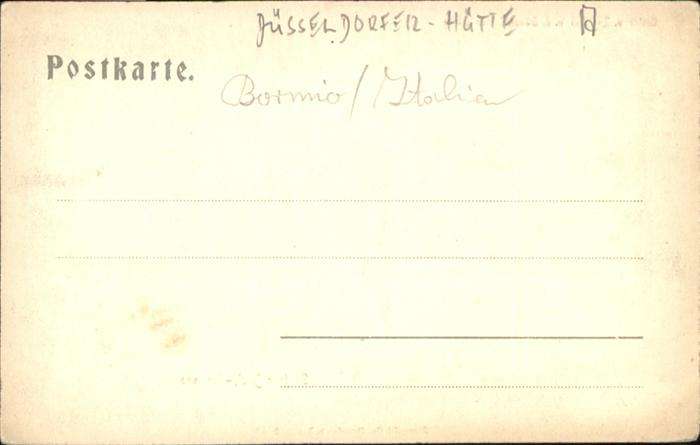 DÜSSELDORFER-HÜTTE
Postkarte.
Bormio/Italien